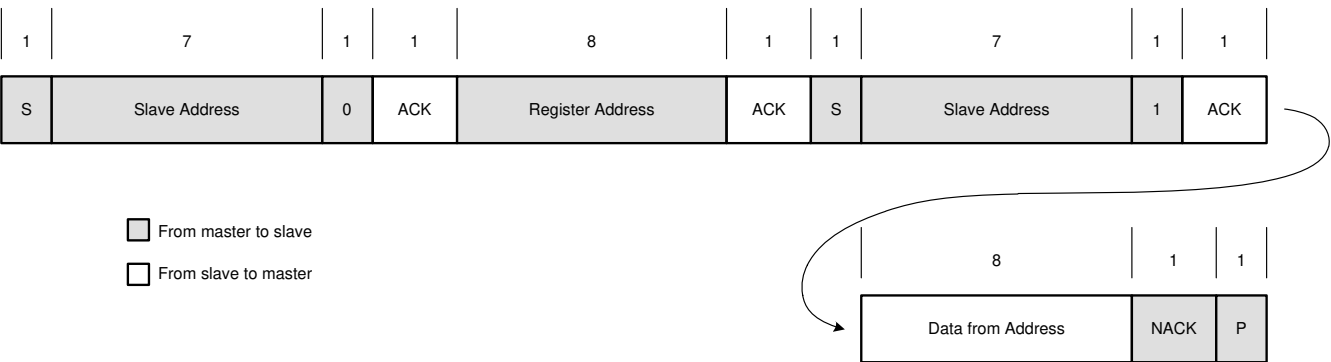 1 7 1 1 8 1 1 7 1 1
S Slave Address 0 ACK Register Address ACK S Slave Address 1 ACK
From master to slave
From slave to master
8 1 1
Data from Address NACK P